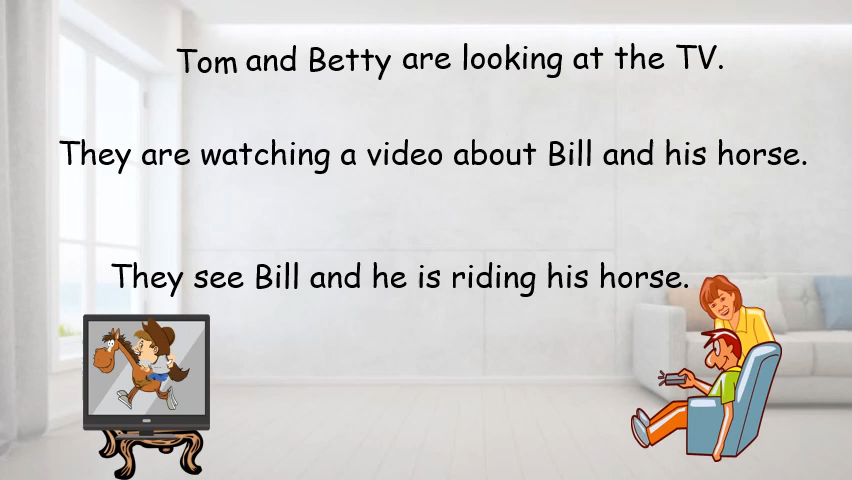 Tom and Betty are looking at the TV.
They are watching a video about Bill and his horse.
They see Bill and he is riding his horse.